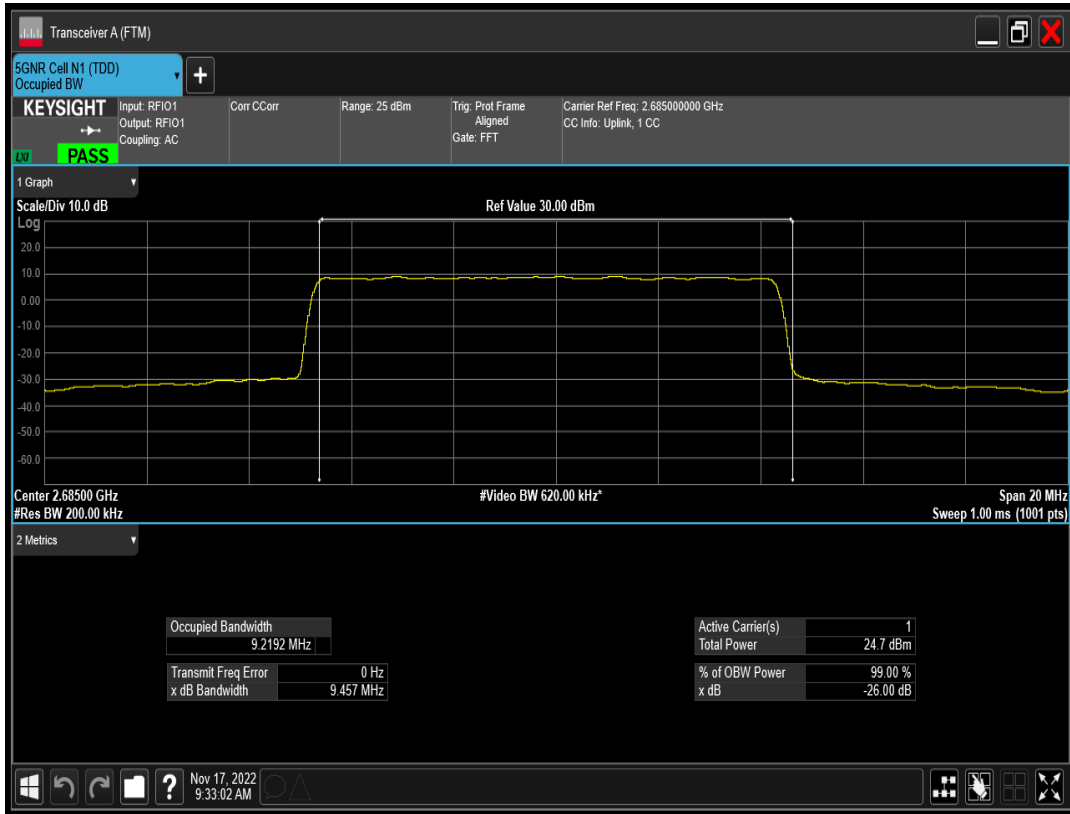 Transceiver A (FTM)
5GNR Cell N1 (TDD)
Occupied BW
+
KEYSIGHT
LXI
PASS
Input: RFIO1
Output: RFIO1
Coupling: AC
Corr CCorr
Range: 25 dBm
Trig: Prot Frame
Aligned
Gate: FFT
Carrier Ref Freq: 2.685000000 GHz
CC Info: Uplink, 1 CC
1 Graph
Scale/Div 10.0 dB
Ref Value 30.00 dBm
Log
20.0
10.0
0.00
-10.0
-20.0
-30.0
-40.0
-50.0
-60.0
Center 2.68500 GHz
#Video BW 620.00 kHz*
Span 20 MHz
#Res BW 200.00 kHz
Sweep 1.00 ms (1001 pts)
2 Metrics
Occupied Bandwidth
9.2192 MHz
Transmit Freq Error 0 Hz
x dB Bandwidth 9.457 MHz
Active Carrier(s) 1
Total Power 24.7 dBm
% of OBW Power 99.00 %
x dB -26.00 dB
?
Nov 17, 2022
9:33:02 AM